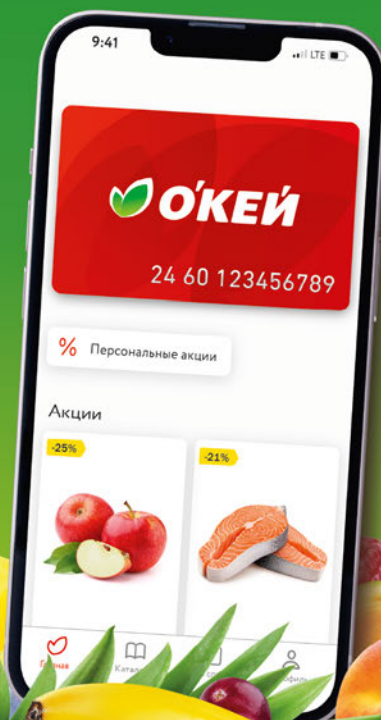 9:41
LTE
О'КЕЙ
24 60 123456789
% Персональные акции
Акции
-25%
-21%